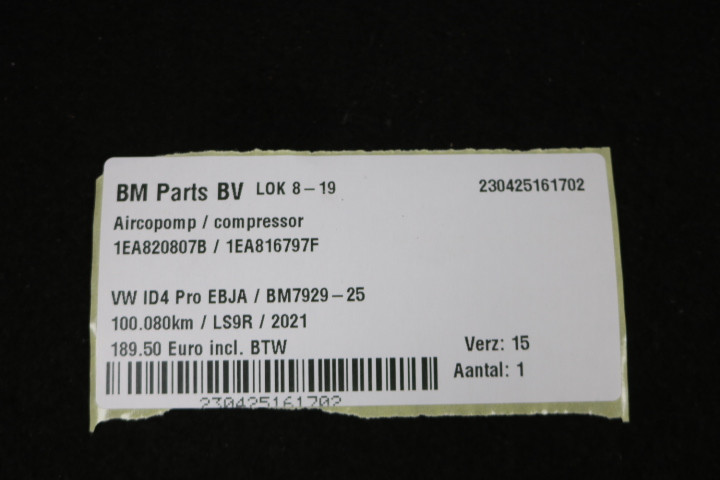 BM Parts BV LOK 8-19 230425161702
Aircopomp / compressor
1EA820807B / 1EA816797F
VW ID4 Pro EBJA / BM7929-25
100.080km / LS9R / 2021
189.50 Euro incl. BTW Verz: 15
Aantal: 1
230425161702